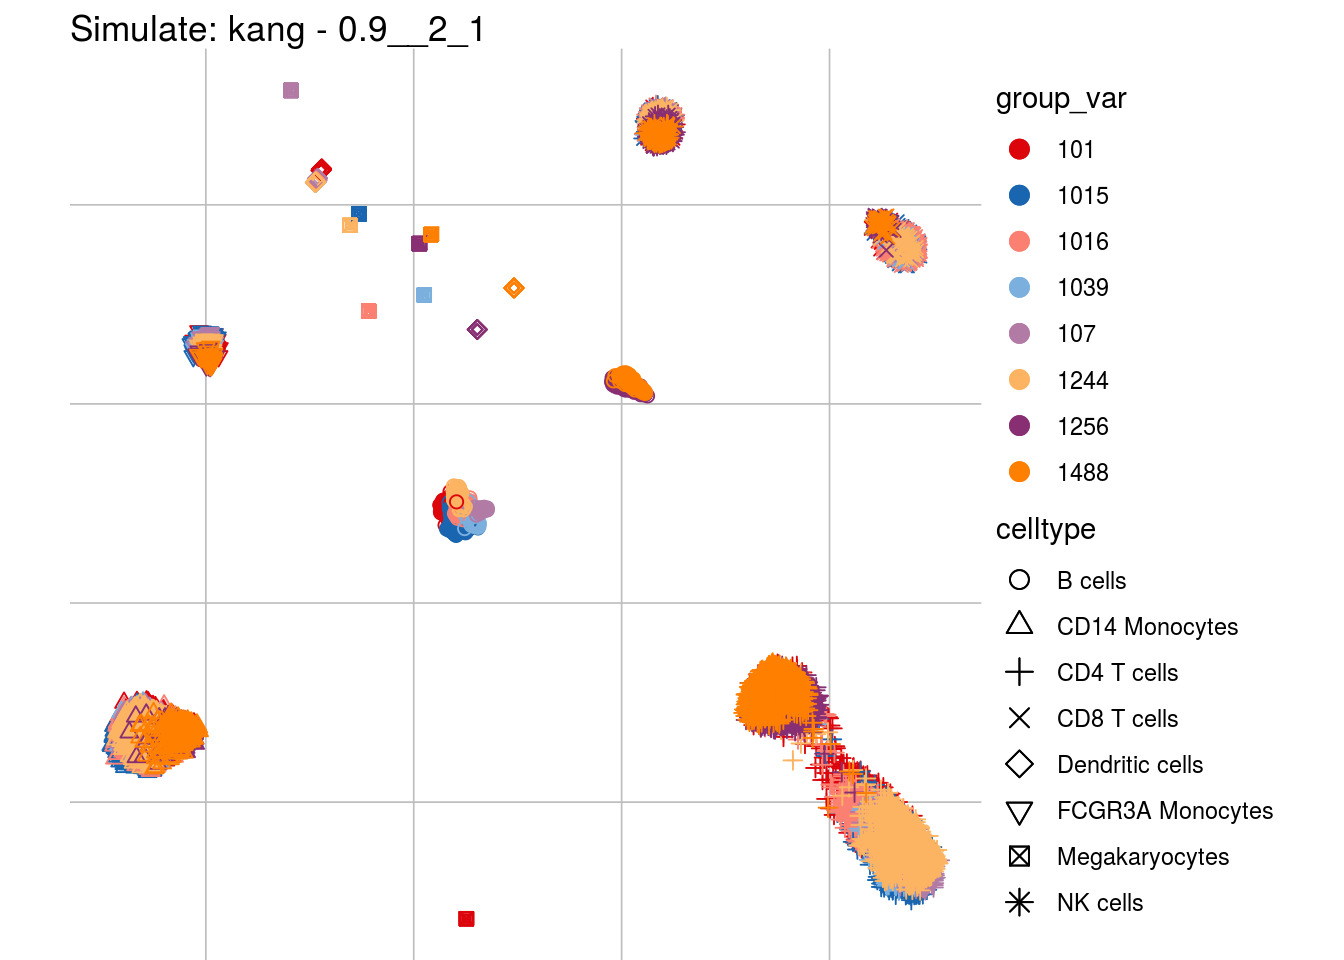 Simulate: kang - 0.9__2_1
group_var
101
1015
1016
1039
107
1244
1256
1488
celltype
B cells
CD14 Monocytes
CD4 T cells
CD8 T cells
Dendritic cells
FCGR3A Monocytes
Megakaryocytes
NK cells